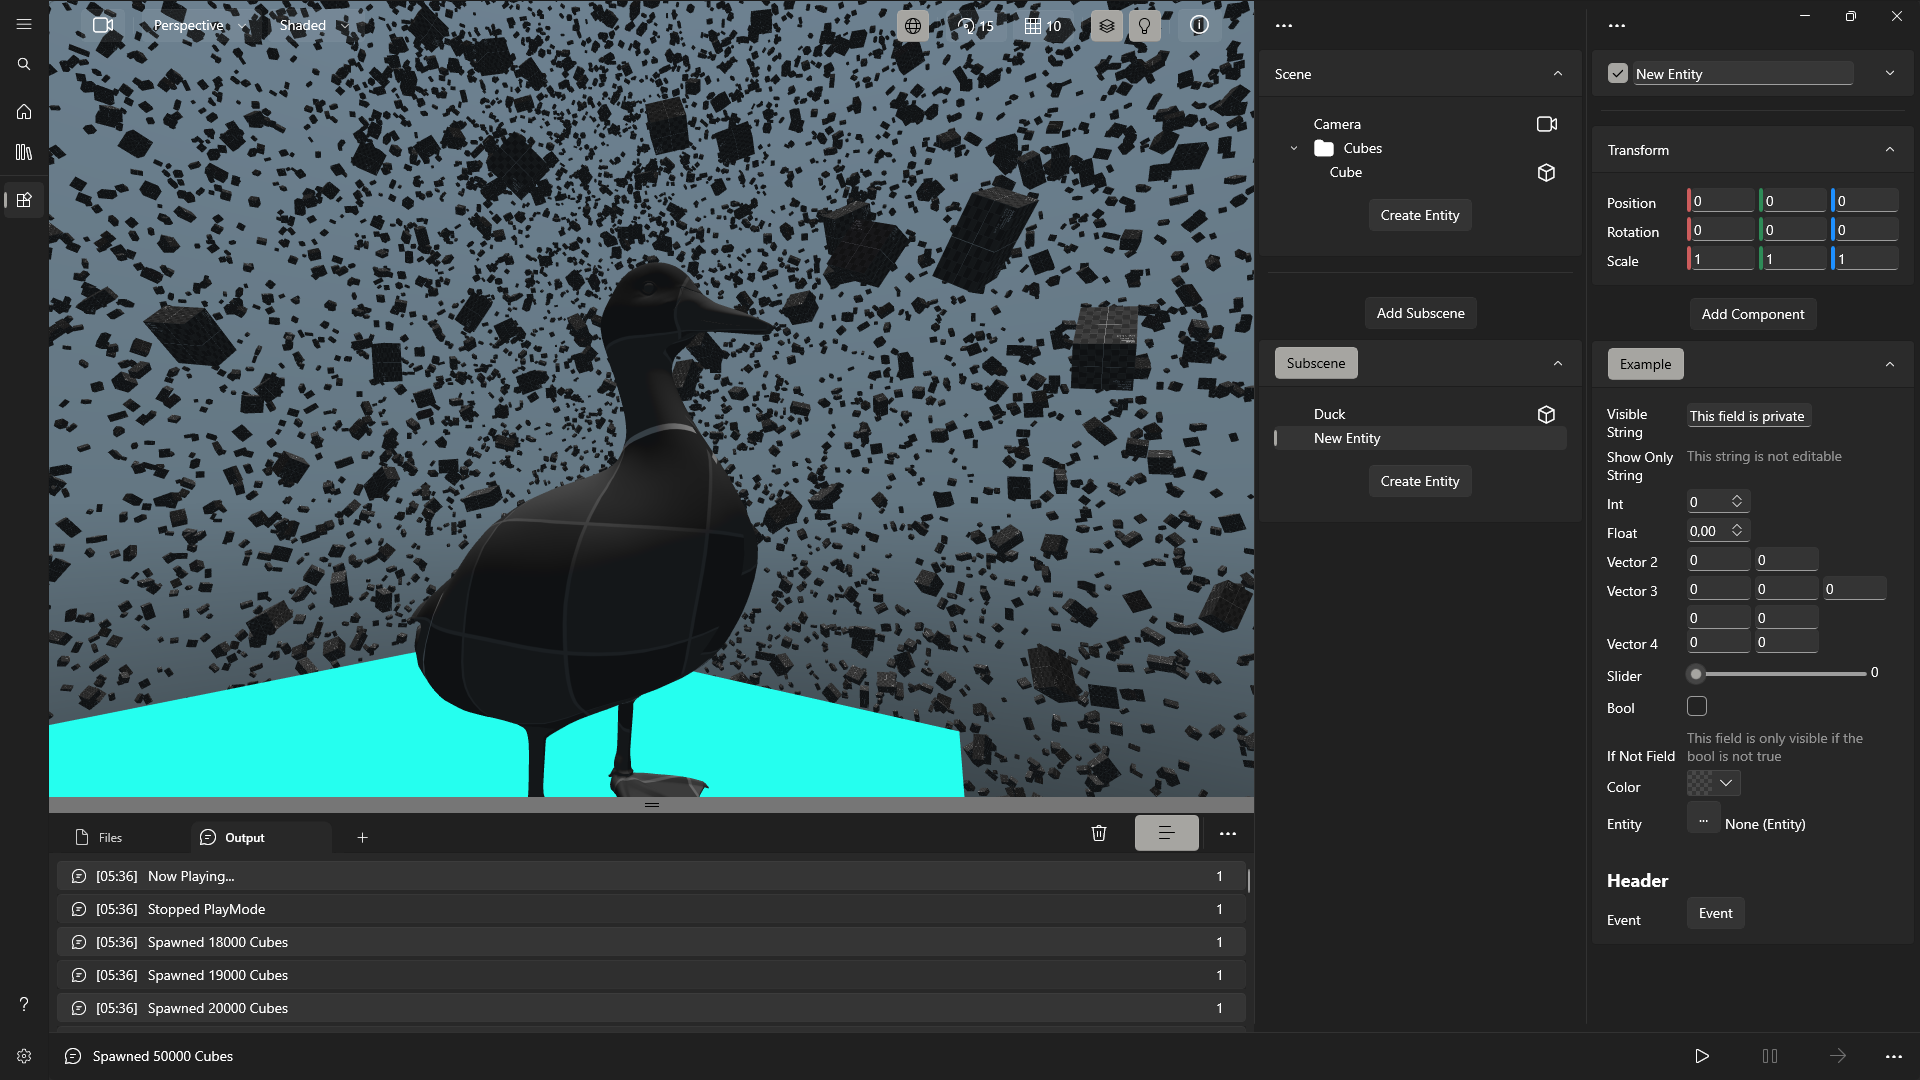 Perspective
Shaded
15
10
Scene
Camera
Cubes
Cube
Create Entity
Add Subscene
Subscene
Duck
New Entity
Create Entity
New Entity
Transform
Position 0 0 0
Rotation 0 0 0
Scale 1 1 1
Add Component
Example
Visible String This field is private
Show Only String This string is not editable
Int 0
Float 0,00
Vector 2 0 0
Vector 3 0 0 0
0 0
Vector 4 0 0
Slider 0
Bool
If Not Field This field is only visible if the bool is not true
Color
Entity ... None (Entity)
Header
Event Event
Files
Output
[05:36] Now Playing... 1
[05:36] Stopped PlayMode 1
[05:36] Spawned 18000 Cubes 1
[05:36] Spawned 19000 Cubes 1
[05:36] Spawned 20000 Cubes 1
Spawned 50000 Cubes